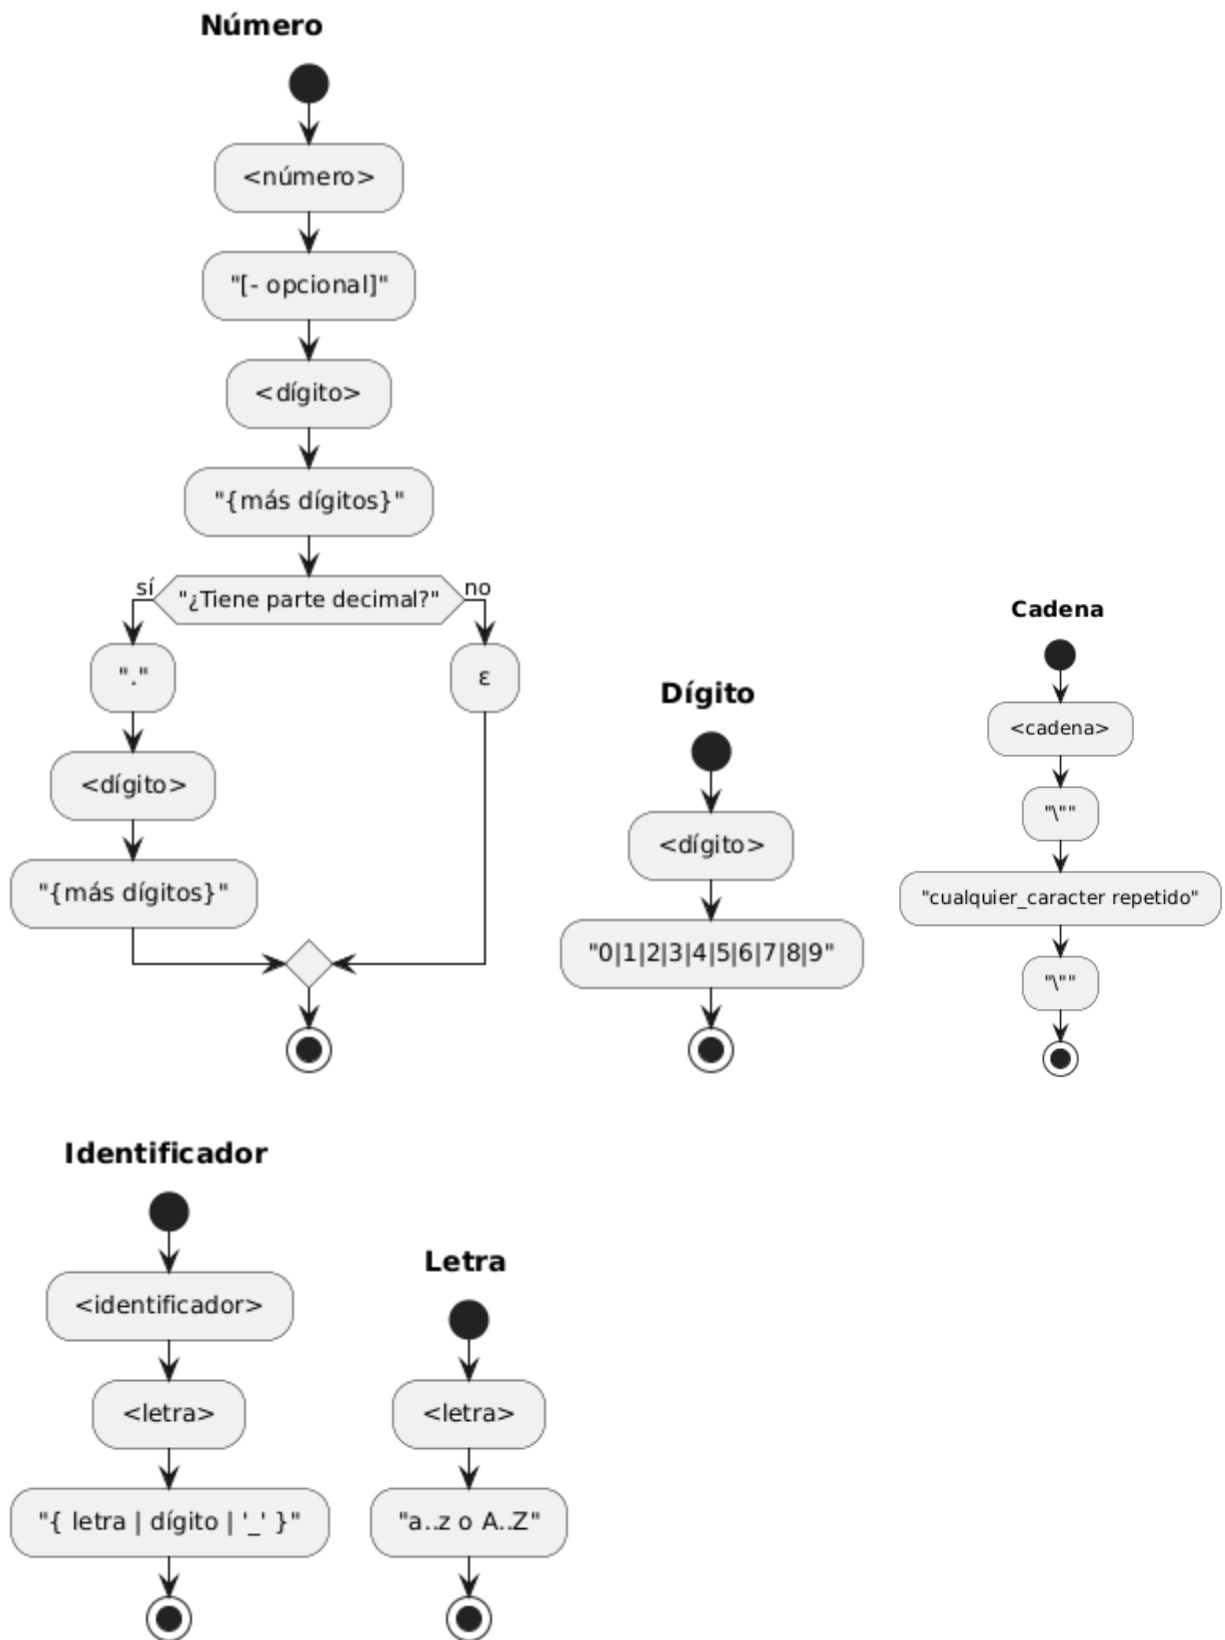 Número
<número>
"[- opcional]"
<dígito>
"{más dígitos}"
sí
"¿Tiene parte decimal?"
no
"."
ε
<dígito>
"{más dígitos}"
Dígito
<dígito>
"0|1|2|3|4|5|6|7|8|9"
Cadena
<cadena>
"\""
"cualquier_caracter repetido"
"\""
Identificador
<identificador>
<letra>
"{ letra | dígito | '_' }"
Letra
<letra>
"a..z o A..Z"